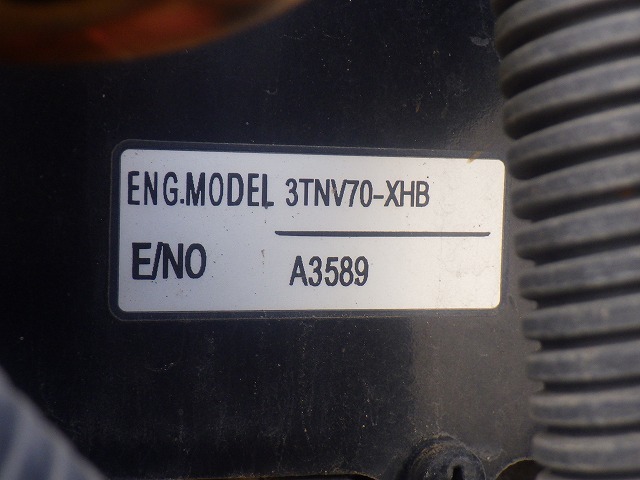 ENG.MODEL 3TNV70-XHB
E/NO A3589